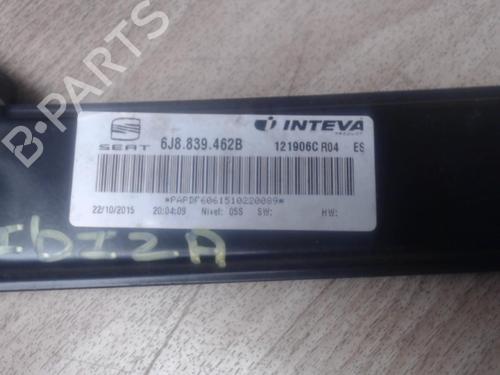 B-PARTS
SEAT
6J8.839.462B
INTEVA
PRODUCTS
121906C R04 ES
*PAPDF6061510220089*
22/10/2015 20:04:09 Nivel: 05S SW: HW:
IBIZA